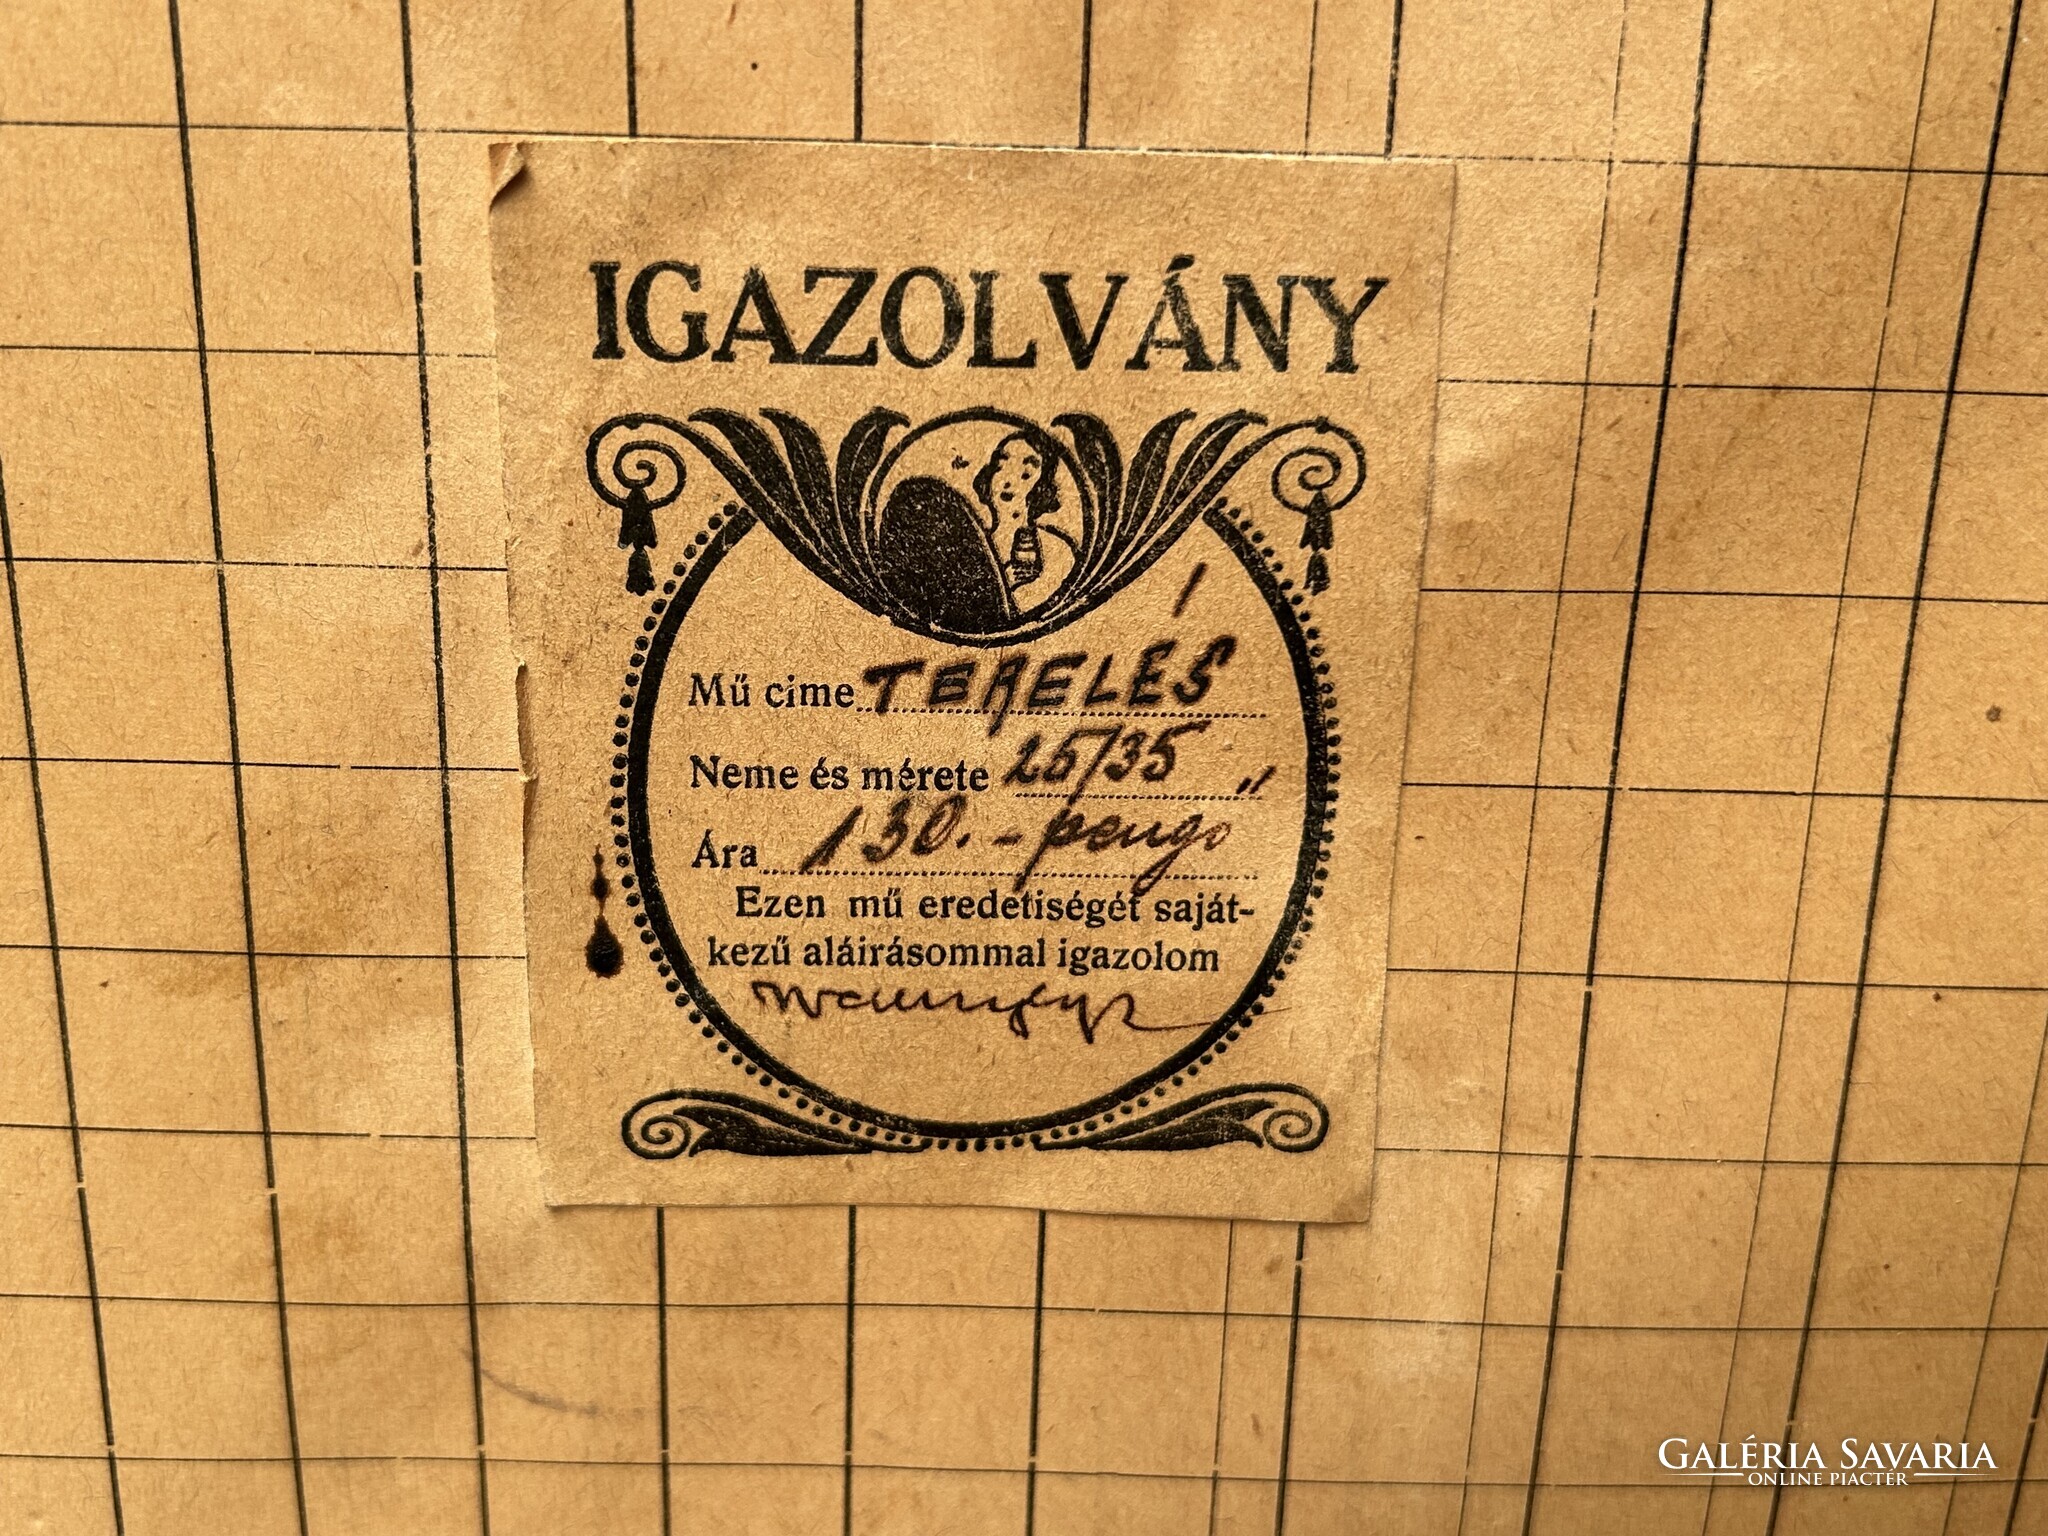 IGAZOLVÁNY
Mű cime TERELÉS
Neme és mérete 25/35 "
Ára 130.- pengő
Ezen mű eredetiségét saját-
kezű aláirásommal igazolom
GALÉRIA SAVARIA
ONLINE PIACTÉR